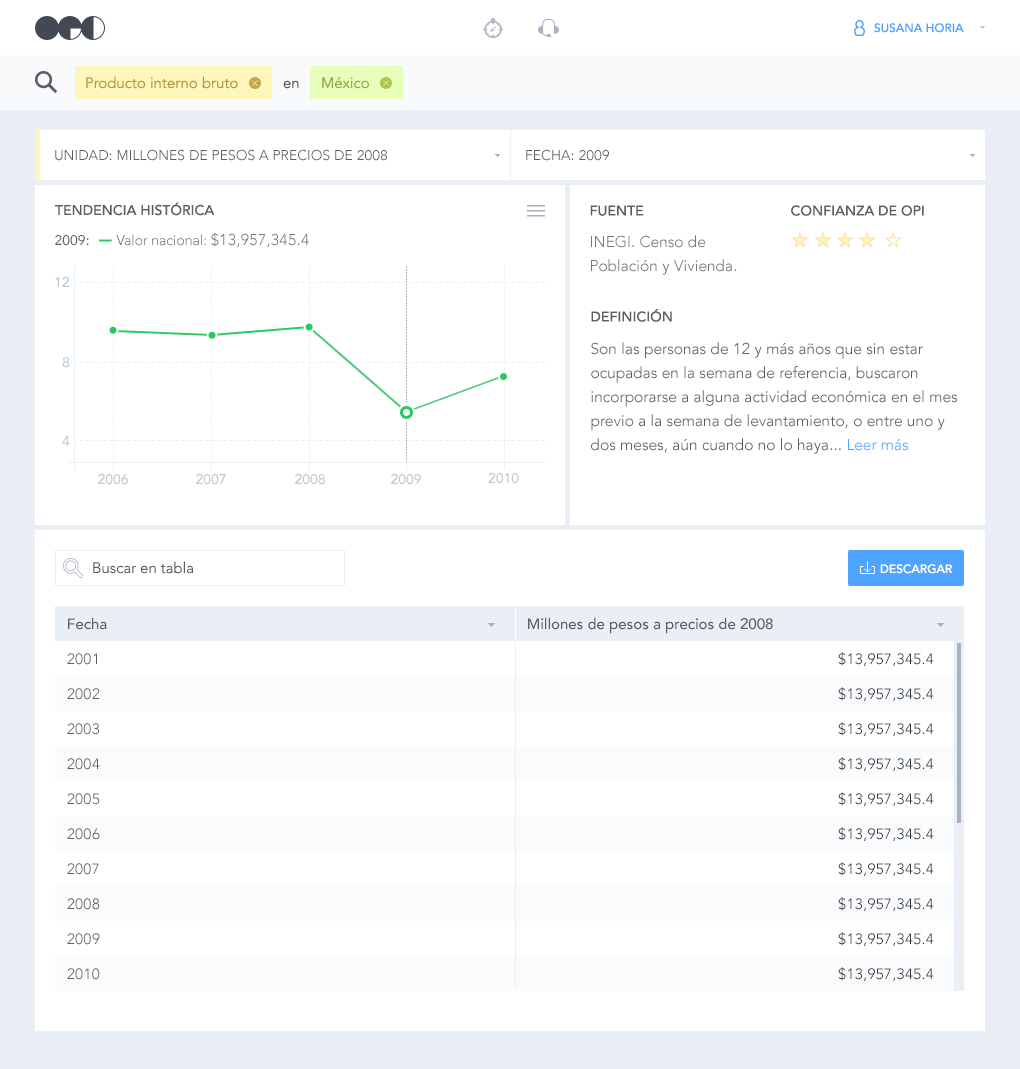 OPI
SUSANA HORIA
Producto interno bruto en México
UNIDAD: MILLONES DE PESOS A PRECIOS DE 2008
FECHA: 2009
TENDENCIA HISTÓRICA
2009: Valor nacional: $13,957,345.4
12
8
4
2006 2007 2008 2009 2010
FUENTE
INEGI. Censo de
Población y Vivienda.
CONFIANZA DE OPI
DEFINICIÓN
Son las personas de 12 y más años que sin estar
ocupadas en la semana de referencia, buscaron
incorporarse a alguna actividad económica en el mes
previo a la semana de levantamiento, o entre uno y
dos meses, aún cuando no lo haya... Leer más
Buscar en tabla
DESCARGAR
Fecha Millones de pesos a precios de 2008
2001 $13,957,345.4
2002 $13,957,345.4
2003 $13,957,345.4
2004 $13,957,345.4
2005 $13,957,345.4
2006 $13,957,345.4
2007 $13,957,345.4
2008 $13,957,345.4
2009 $13,957,345.4
2010 $13,957,345.4